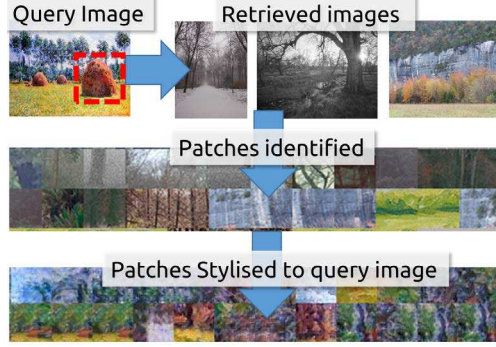 Query Image
Retrieved images
Patches identified
Patches Stylised to query image